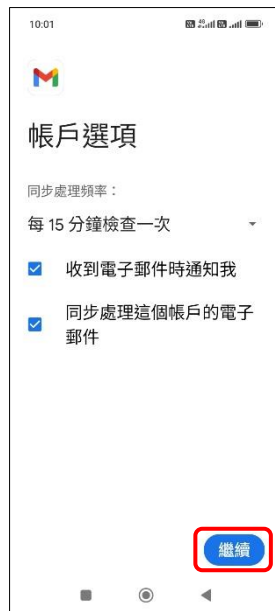 10:01
帳戶選項
同步處理頻率：
每 15 分鐘檢查一次
收到電子郵件時通知我
同步處理這個帳戶的電子
郵件
繼續